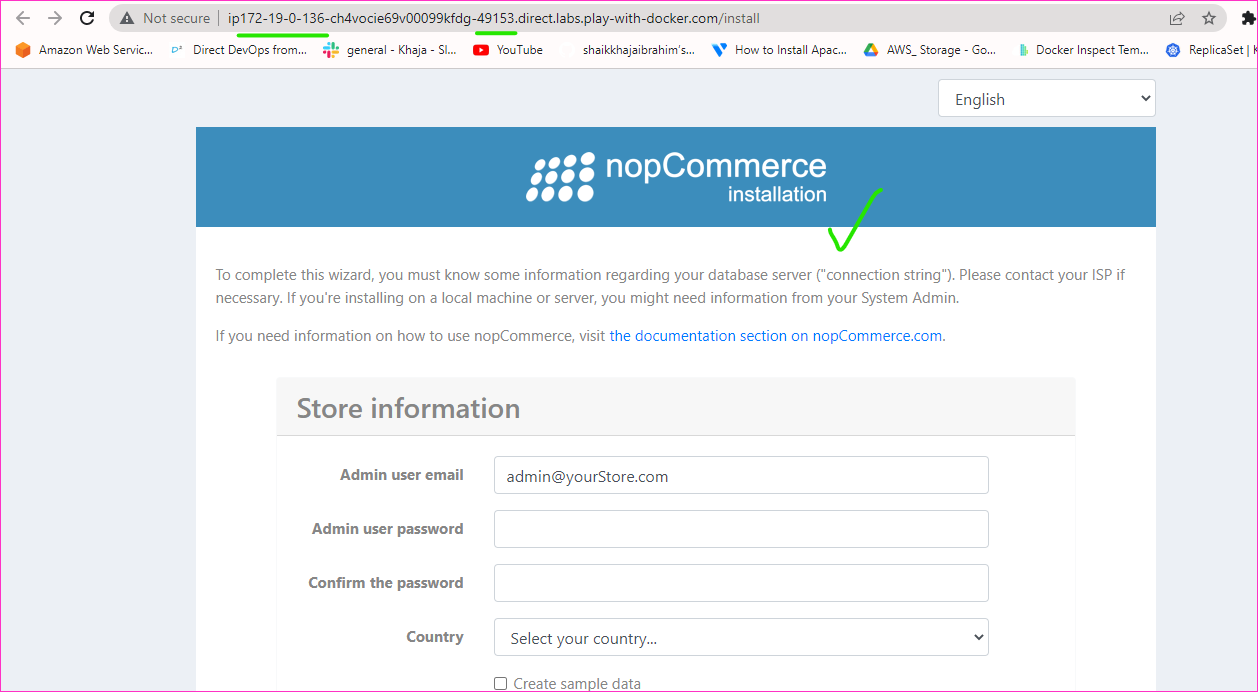 Not secure | ip172-19-0-136-ch4vocie69v00099kfdg-49153.direct.labs.play-with-docker.com/install
Amazon Web Servic... Direct DevOps from... general - Khaja - Sl... YouTube shaikkhajaibrahim's... How to Install Apac... AWS_ Storage - Go... Docker Inspect Tem... ReplicaSet | K
English
nopCommerce
installation
To complete this wizard, you must know some information regarding your database server ("connection string"). Please contact your ISP if
necessary. If you're installing on a local machine or server, you might need information from your System Admin.
If you need information on how to use nopCommerce, visit the documentation section on nopCommerce.com.
Store information
Admin user email admin@yourStore.com
Admin user password
Confirm the password
Country Select your country...
Create sample data